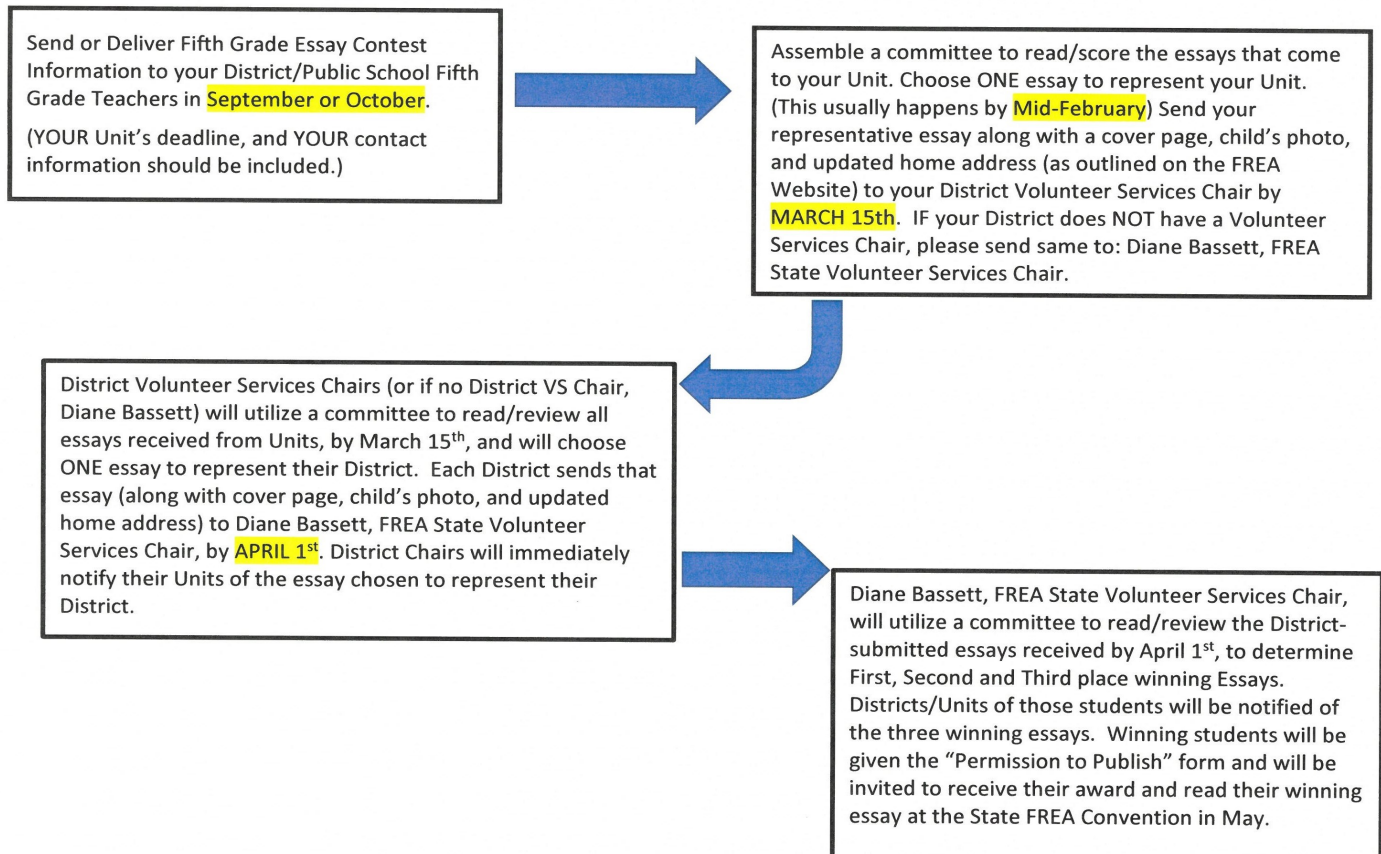 Send or Deliver Fifth Grade Essay Contest
Information to your District/Public School Fifth
Grade Teachers in September or October.
(YOUR Unit's deadline, and YOUR contact
information should be included.)
Assemble a committee to read/score the essays that come
to your Unit. Choose ONE essay to represent your Unit.
(This usually happens by Mid-February) Send your
representative essay along with a cover page, child's photo,
and updated home address (as outlined on the FREA
Website) to your District Volunteer Services Chair by
MARCH 15th.  IF your District does NOT have a Volunteer
Services Chair, please send same to: Diane Bassett, FREA
State Volunteer Services Chair.
District Volunteer Services Chairs (or if no District VS Chair,
Diane Bassett) will utilize a committee to read/review all
essays received from Units, by March 15th, and will choose
ONE essay to represent their District.  Each District sends that
essay (along with cover page, child's photo, and updated
home address) to Diane Bassett, FREA State Volunteer
Services Chair, by APRIL 1st. District Chairs will immediately
notify their Units of the essay chosen to represent their
District.
Diane Bassett, FREA State Volunteer Services Chair,
will utilize a committee to read/review the District-
submitted essays received by April 1st, to determine
First, Second and Third place winning Essays.
Districts/Units of those students will be notified of
the three winning essays.  Winning students will be
given the "Permission to Publish" form and will be
invited to receive their award and read their winning
essay at the State FREA Convention in May.